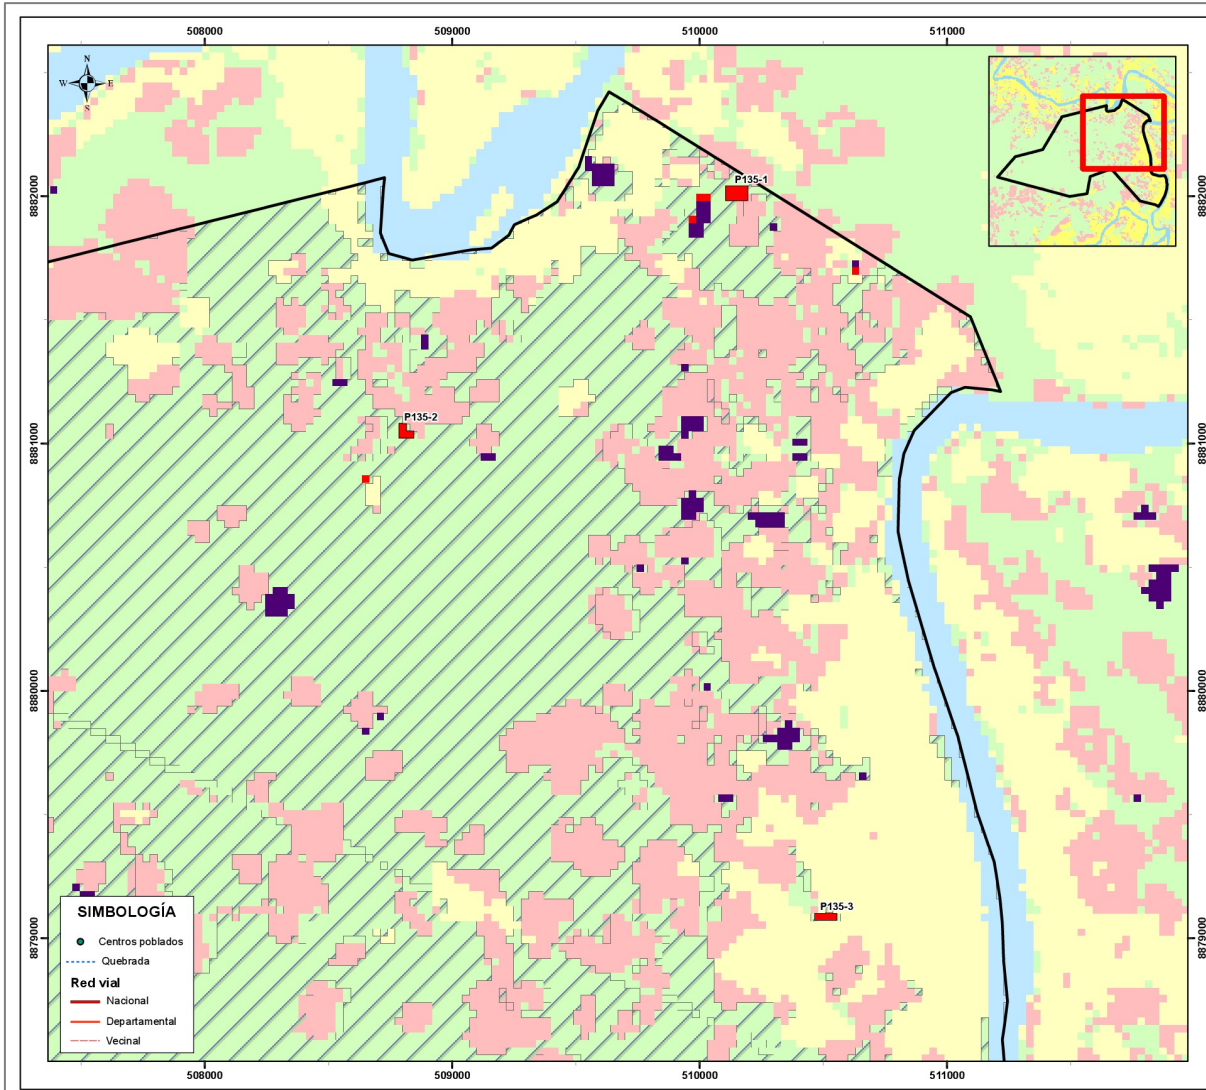 508000 509000 510000 511000
N
W E
S
8882000 8882000
P135-1
P135-2
8881000 8881000
8880000 8880000
P135-3
8879000 8879000
SIMBOLOGÍA
Centros poblados
Quebrada
Red vial
Nacional
Departamental
Vecinal
508000 509000 510000 511000